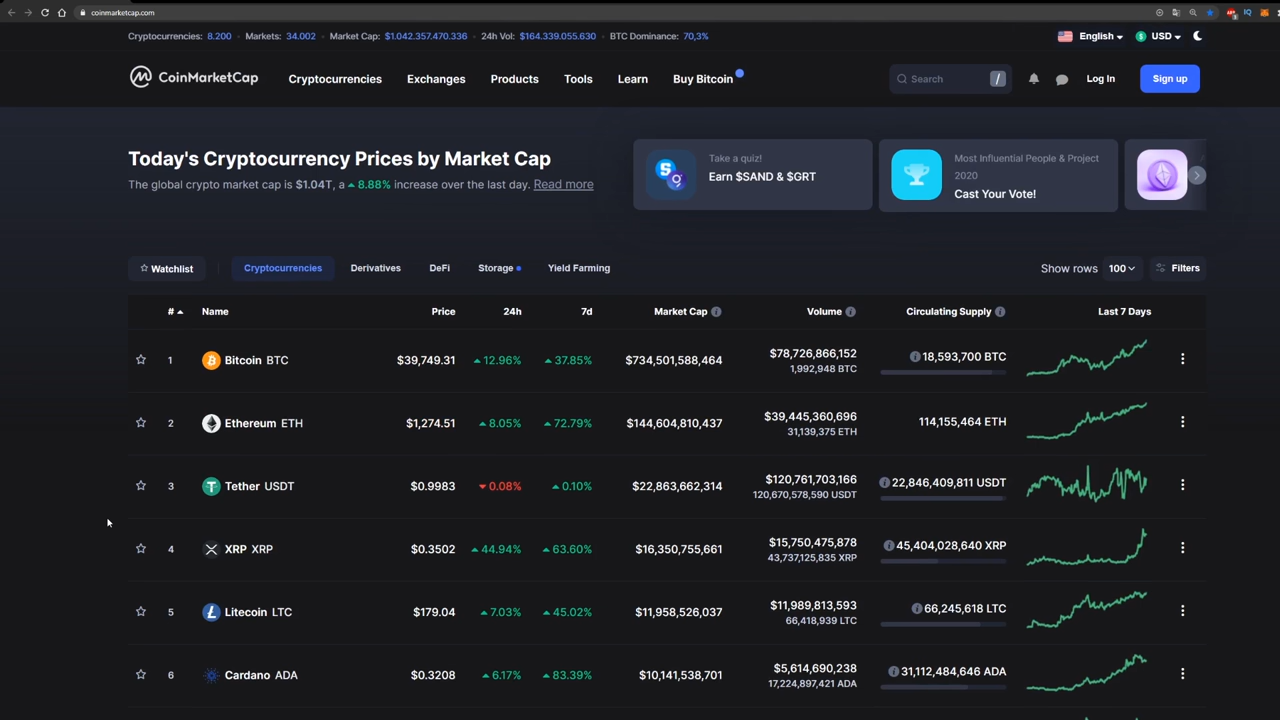 coinmarketcap.com
Cryptocurrencies: 8.200 Markets: 34.002 Market Cap: $1.042.357.470.336 24h Vol: $164.339.055.630 BTC Dominance: 70,3% English USD
CoinMarketCap Cryptocurrencies Exchanges Products Tools Learn Buy Bitcoin Search / Log In Sign up
Today's Cryptocurrency Prices by Market Cap
The global crypto market cap is $1.04T, a 8.88% increase over the last day. Read more
Take a quiz!
Earn $SAND & $GRT
Most Influential People & Project
2020
Cast Your Vote!
Watchlist Cryptocurrencies Derivatives DeFi Storage Yield Farming Show rows 100 Filters
# Name Price 24h 7d Market Cap Volume Circulating Supply Last 7 Days
1 Bitcoin BTC $39,749.31 12.96% 37.85% $734,501,588,464 $78,726,866,152 18,593,700 BTC
1,992,948 BTC
2 Ethereum ETH $1,274.51 8.05% 72.79% $144,604,810,437 $39,445,360,696 114,155,464 ETH
31,139,375 ETH
3 Tether USDT $0.9983 0.08% 0.10% $22,863,662,314 $120,761,703,166 22,846,409,811 USDT
120,670,578,590 USDT
4 XRP XRP $0.3502 44.94% 63.60% $16,350,755,661 $15,750,475,878 45,404,028,640 XRP
43,737,125,835 XRP
5 Litecoin LTC $179.04 7.03% 45.02% $11,958,526,037 $11,989,813,593 66,245,618 LTC
66,418,939 LTC
6 Cardano ADA $0.3208 6.17% 83.39% $10,141,538,701 $5,614,690,238 31,112,484,646 ADA
17,224,897,421 ADA